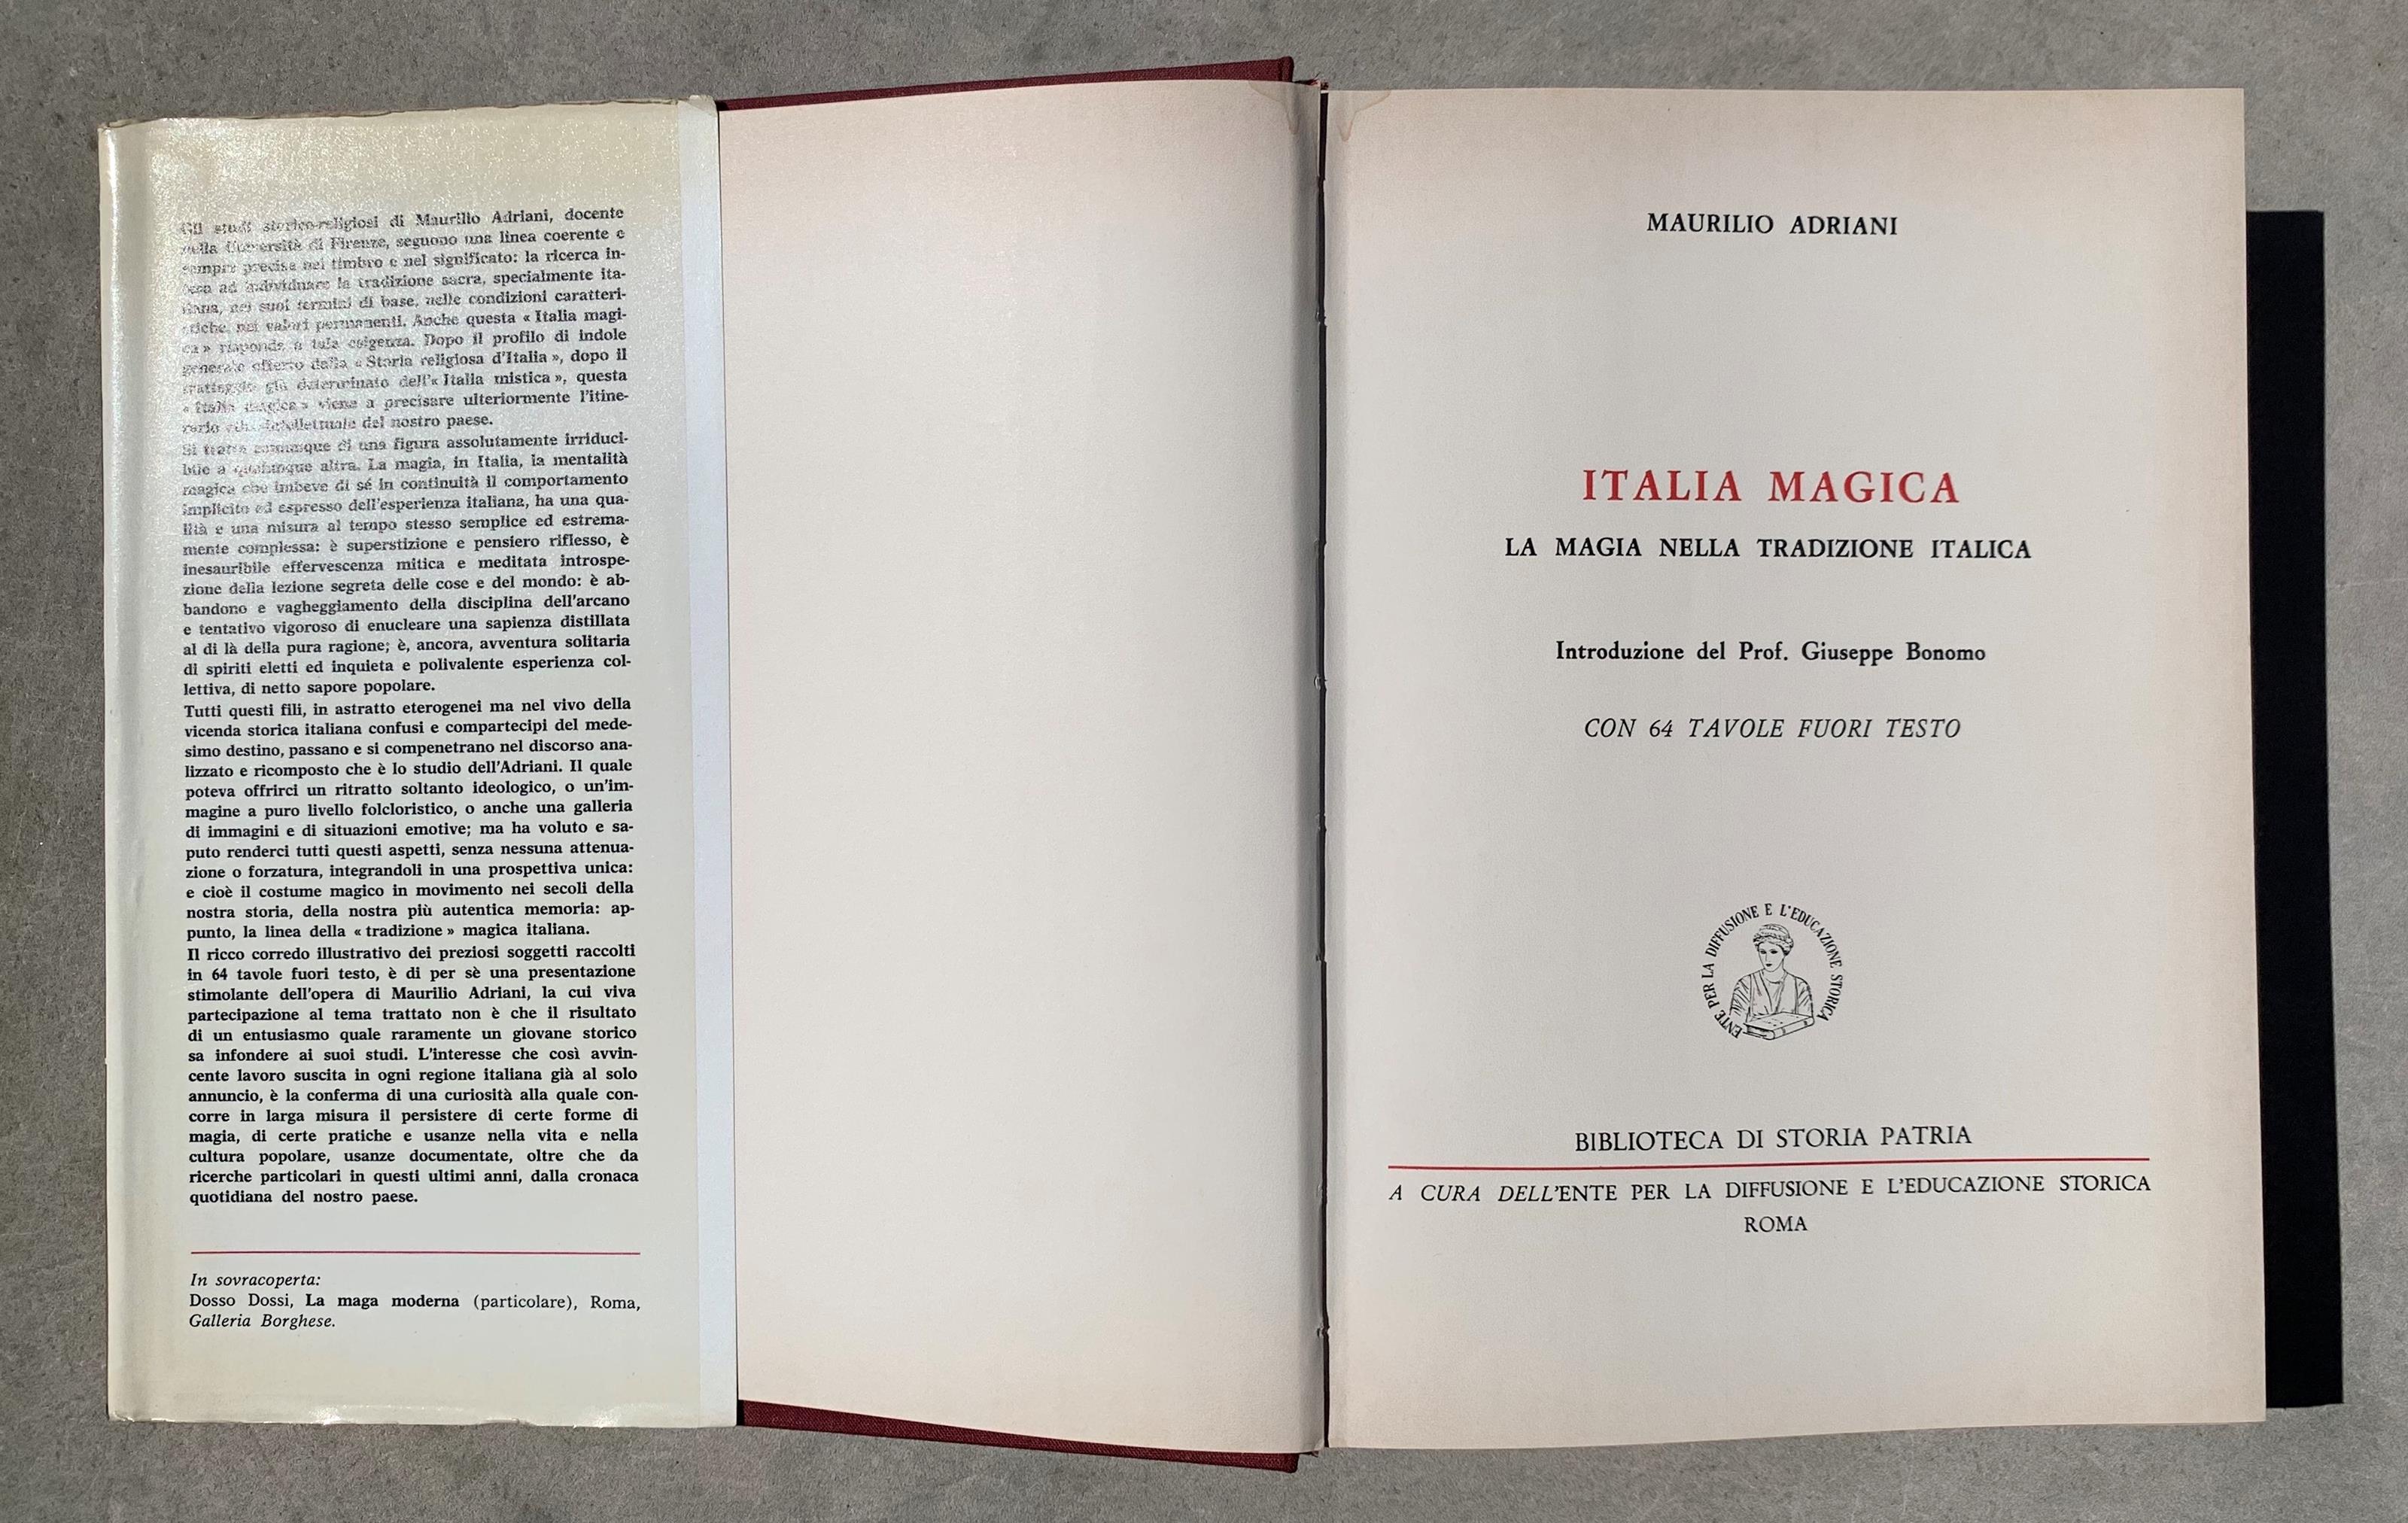 Gli studi storico-religiosi di Maurilio Adriani, docente
nella Università di Firenze, seguono una linea coerente e
sempre precisa nel timbro e nel significato: la ricerca in-
tesa ad individuare la tradizione sacra, specialmente ita-
liana, nei suoi termini di base, nelle condizioni caratteri-
stiche, nei valori permanenti. Anche questa « Italia magi-
ca » risponde a tale esigenza. Dopo il profilo di indole
generale offerto dalla « Storia religiosa d'Italia », dopo il
tratteggio già determinato dell'« Italia mistica », questa
« Italia magica » viene a precisare ulteriormente l'itine-
rario del nostro paese.
Si tratta comunque di una figura assolutamente irriduci-
bile a qualunque altra. La magia, in Italia, la mentalità
magica che imbeve di sé in continuità il comportamento
implicito ed espresso dell'esperienza italiana, ha una qua-
lità e una misura al tempo stesso semplice ed estrema-
mente complessa: è superstizione e pensiero riflesso, è
inesauribile effervescenza mitica e meditata introspe-
zione della lezione segreta delle cose e del mondo: è ab-
bandono e vagheggiamento della disciplina dell'arcano
e tentativo vigoroso di enucleare una sapienza distillata
al di là della pura ragione; è, ancora, avventura solitaria
di spiriti eletti ed inquieta e polivalente esperienza col-
lettiva, di netto sapore popolare.
Tutti questi fili, in astratto eterogenei ma nel vivo della
vicenda storica italiana confusi e compartecipi del mede-
simo destino, passano e si compenetrano nel discorso ana-
lizzato e ricomposto che è lo studio dell'Adriani. Il quale
poteva offrirci un ritratto soltanto ideologico, o un'im-
magine a puro livello folcloristico, o anche una galleria
di immagini e di situazioni emotive; ma ha voluto e sa-
puto renderci tutti questi aspetti, senza nessuna attenua-
zione o forzatura, integrandoli in una prospettiva unica:
e cioè il costume magico in movimento nei secoli della
nostra storia, della nostra più autentica memoria: ap-
punto, la linea della « tradizione » magica italiana.
Il ricco corredo illustrativo dei preziosi soggetti raccolti
in 64 tavole fuori testo, è di per sè una presentazione
stimolante dell'opera di Maurilio Adriani, la cui viva
partecipazione al tema trattato non è che il risultato
di un entusiasmo quale raramente un giovane storico
sa infondere ai suoi studi. L'interesse che così avvin-
cente lavoro suscita in ogni regione italiana già al solo
annuncio, è la conferma di una curiosità alla quale con-
corre in larga misura il persistere di certe forme di
magia, di certe pratiche e usanze nella vita e nella
cultura popolare, usanze documentate, oltre che da
ricerche particolari in questi ultimi anni, dalla cronaca
quotidiana del nostro paese.
In sovracoperta:
Dosso Dossi, La maga moderna (particolare), Roma,
Galleria Borghese.
MAURILIO ADRIANI
ITALIA MAGICA
LA MAGIA NELLA TRADIZIONE ITALICA
Introduzione del Prof. Giuseppe Bonomo
CON 64 TAVOLE FUORI TESTO
ENTE PER LA DIFFUSIONE E L'EDUCAZIONE STORICA
BIBLIOTECA DI STORIA PATRIA
A CURA DELL'ENTE PER LA DIFFUSIONE E L'EDUCAZIONE STORICA
ROMA